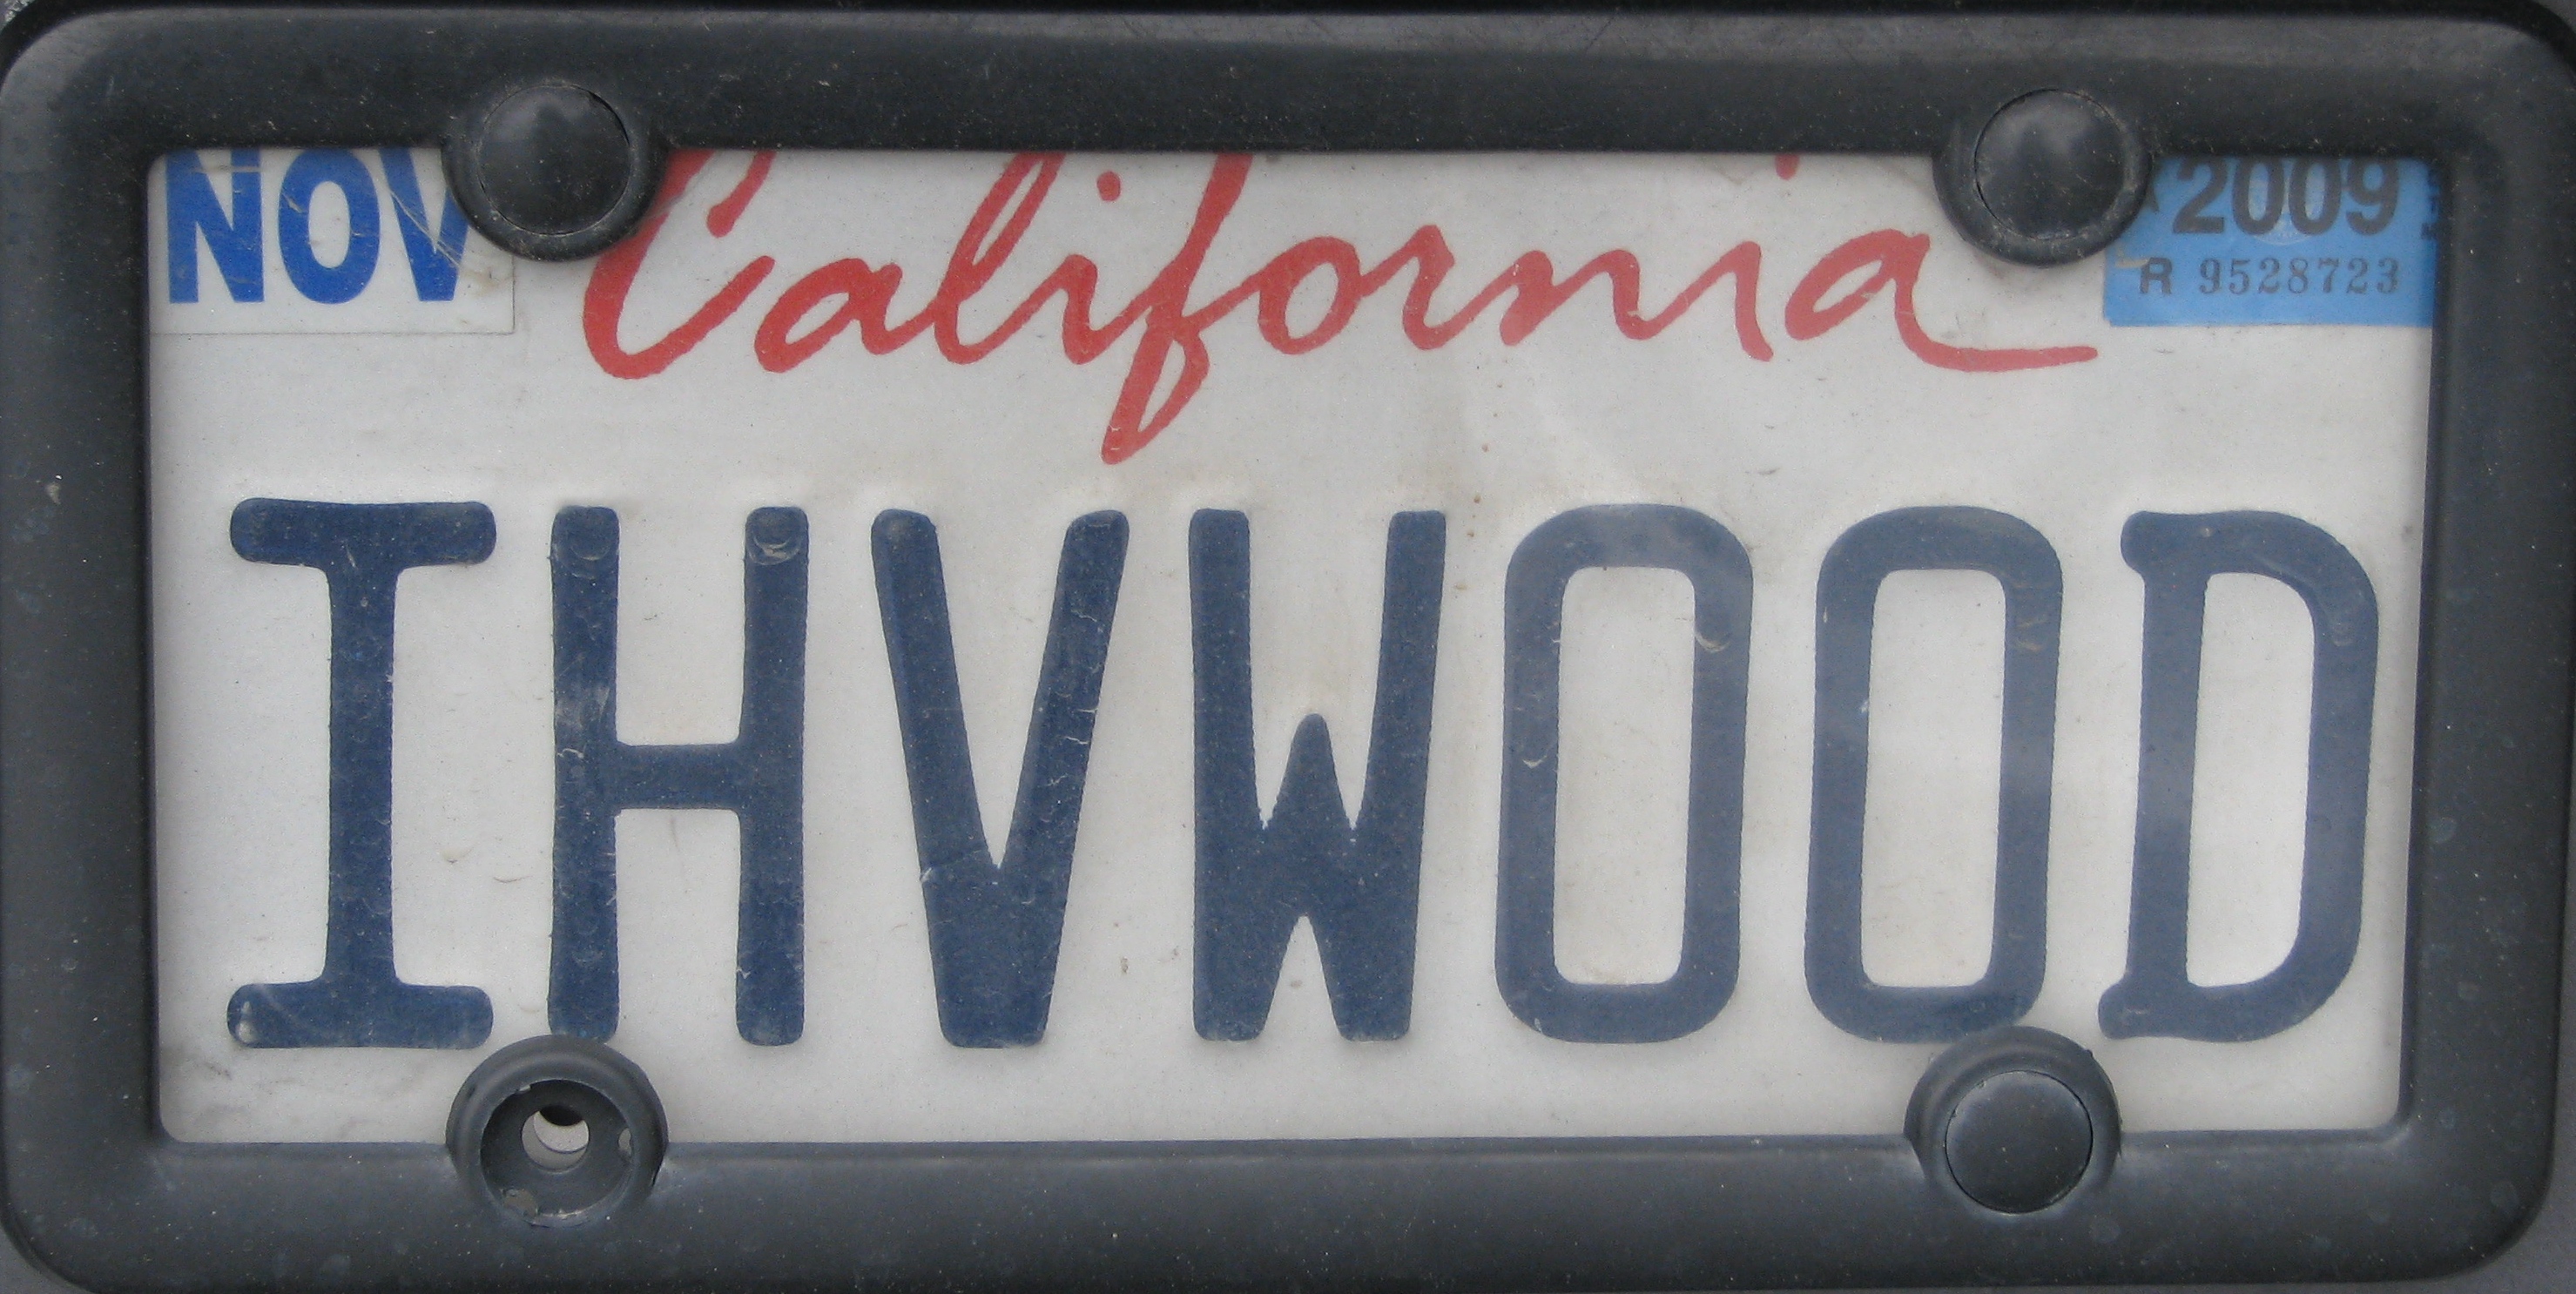 NOV
California
2009
R 9528723
IHVWOOD